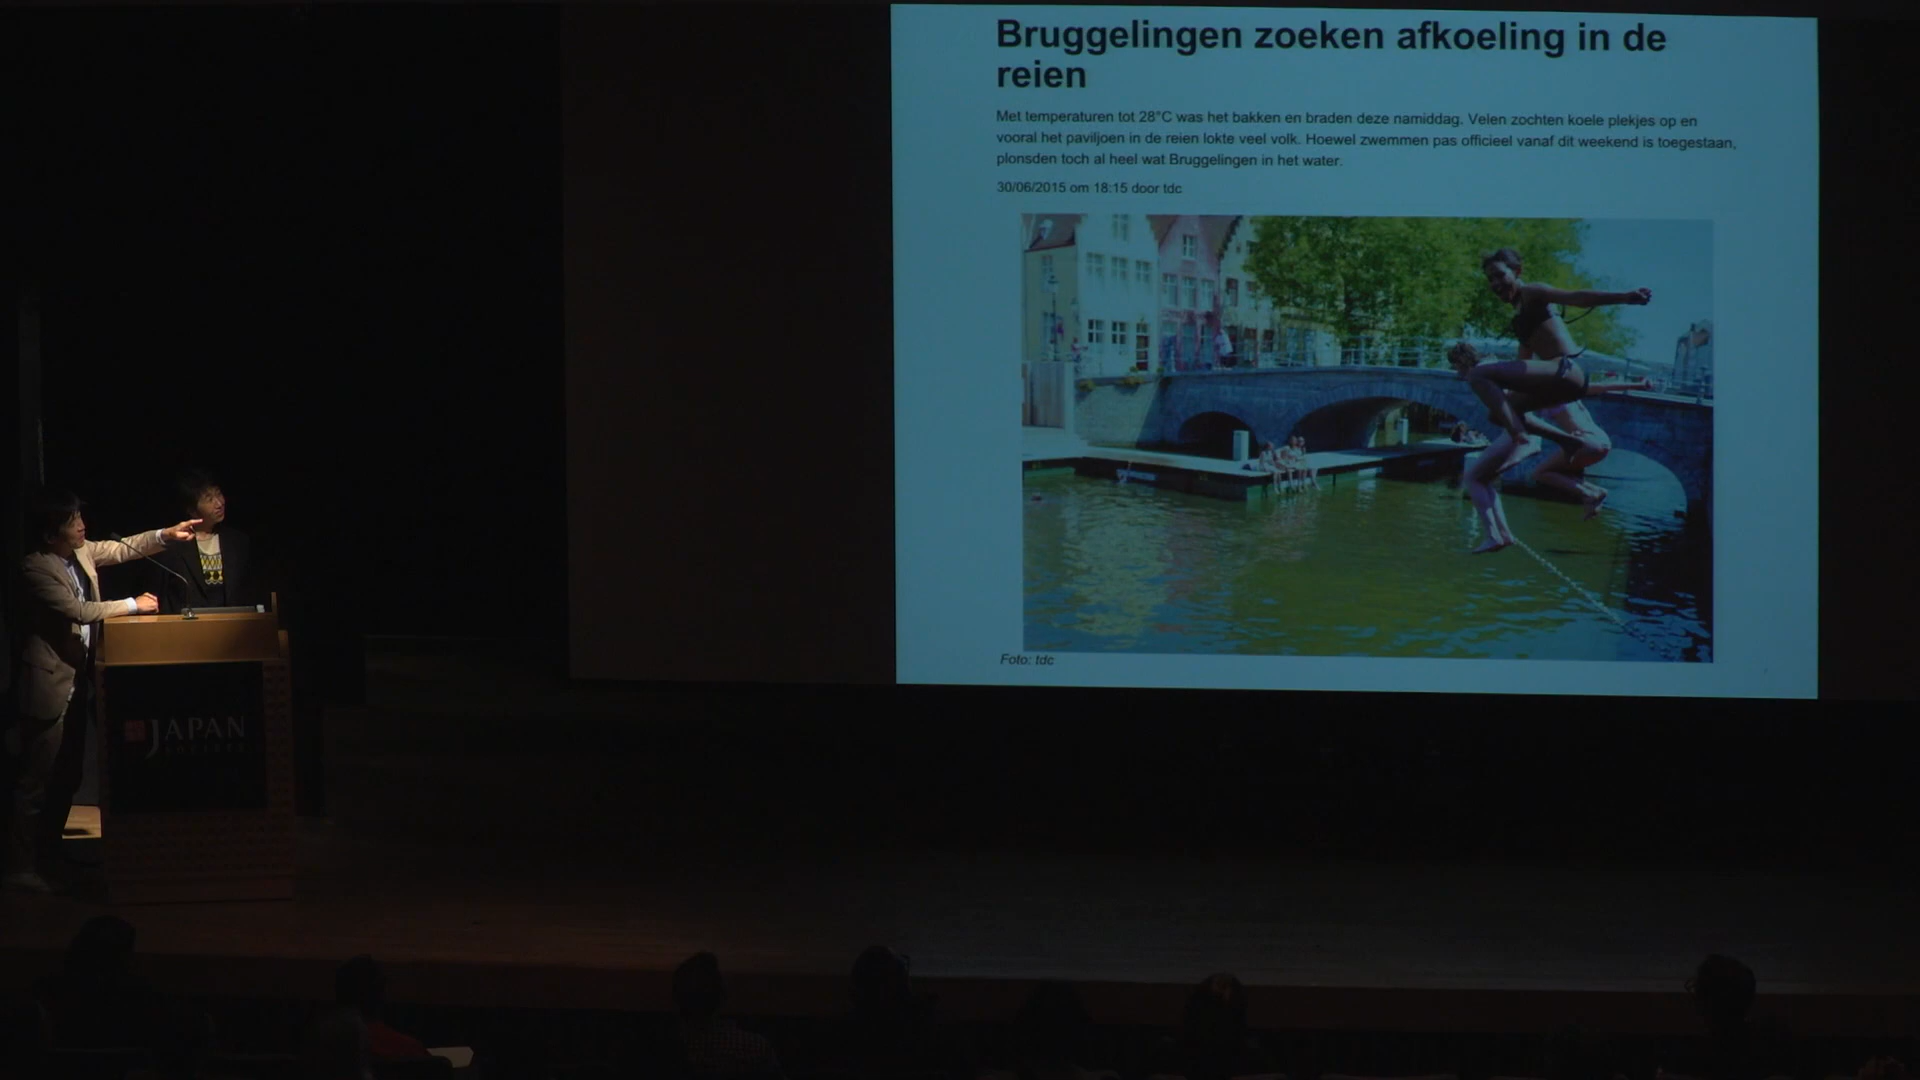 Bruggelingen zoeken afkoeling in de
reien
Met temperaturen tot 28°C was het bakken en braden deze namiddag. Velen zochten koele plekjes op en
vooral het paviljoen in de reien lokte veel volk. Hoewel zwemmen pas officieel vanaf dit weekend is toegestaan,
plonsden toch al heel wat Bruggelingen in het water.
30/06/2015 om 18:15 door tdc
Foto: tdc
JAPAN
SOCIETY